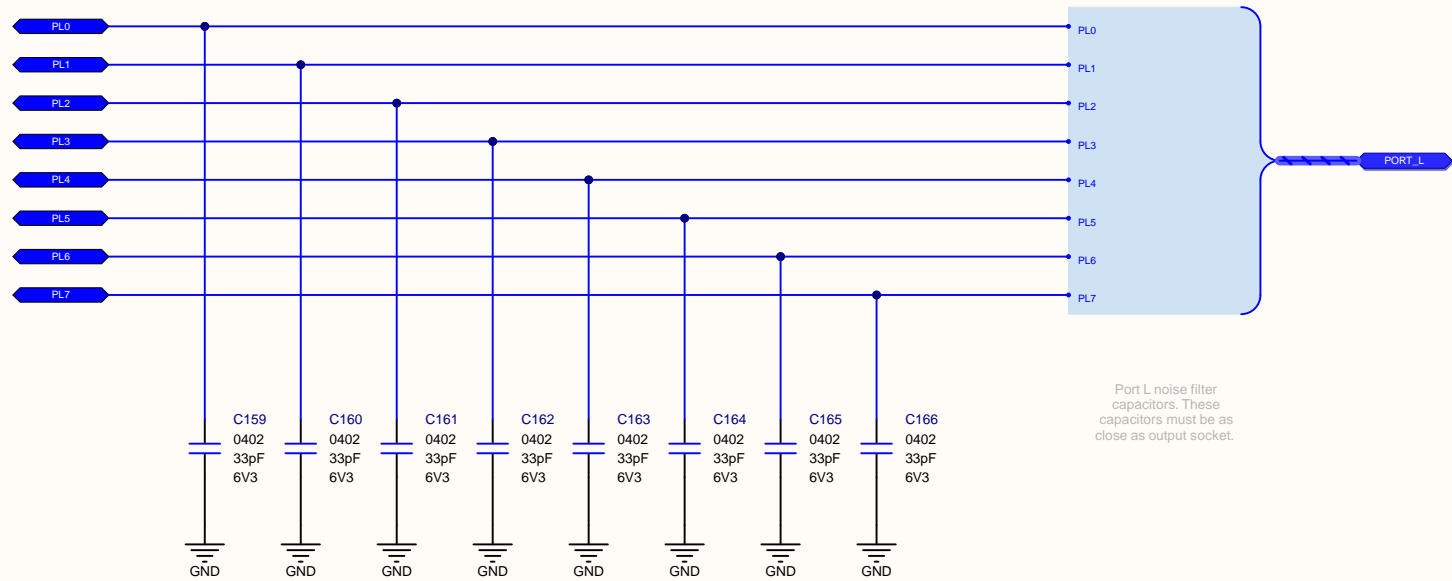 PL0
PL1
PL2
PL3
PL4
PL5
PL6
PL7
PL0
PL1
PL2
PL3
PL4
PL5
PL6
PL7
PORT_L
Port L noise filter
capacitors. These
capacitors must be as
close as output socket.
C159
0402
33pF
6V3
C160
0402
33pF
6V3
C161
0402
33pF
6V3
C162
0402
33pF
6V3
C163
0402
33pF
6V3
C164
0402
33pF
6V3
C165
0402
33pF
6V3
C166
0402
33pF
6V3
GND
GND
GND
GND
GND
GND
GND
GND